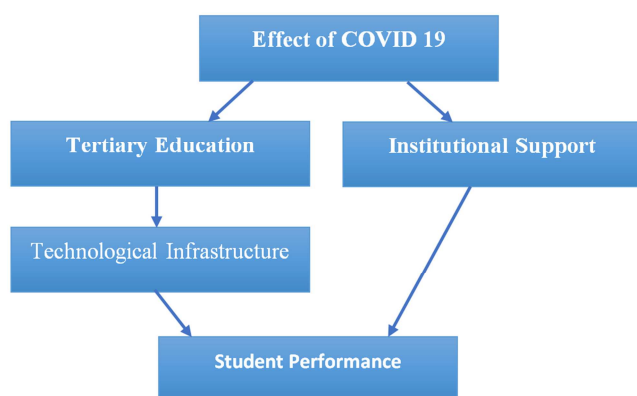 Effect of COVID 19
Tertiary Education
Institutional Support
Technological Infrastructure
Student Performance